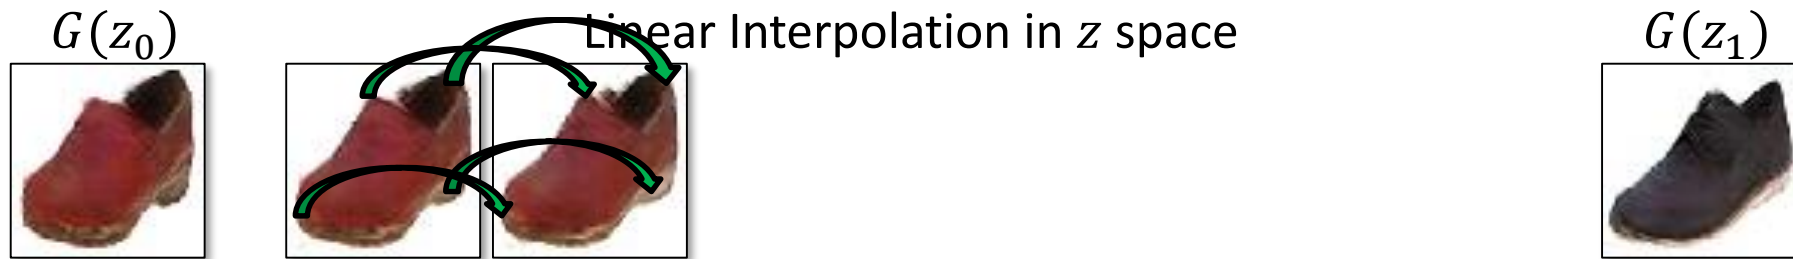 G(z₀)
Linear Interpolation in z space
G(z₁)